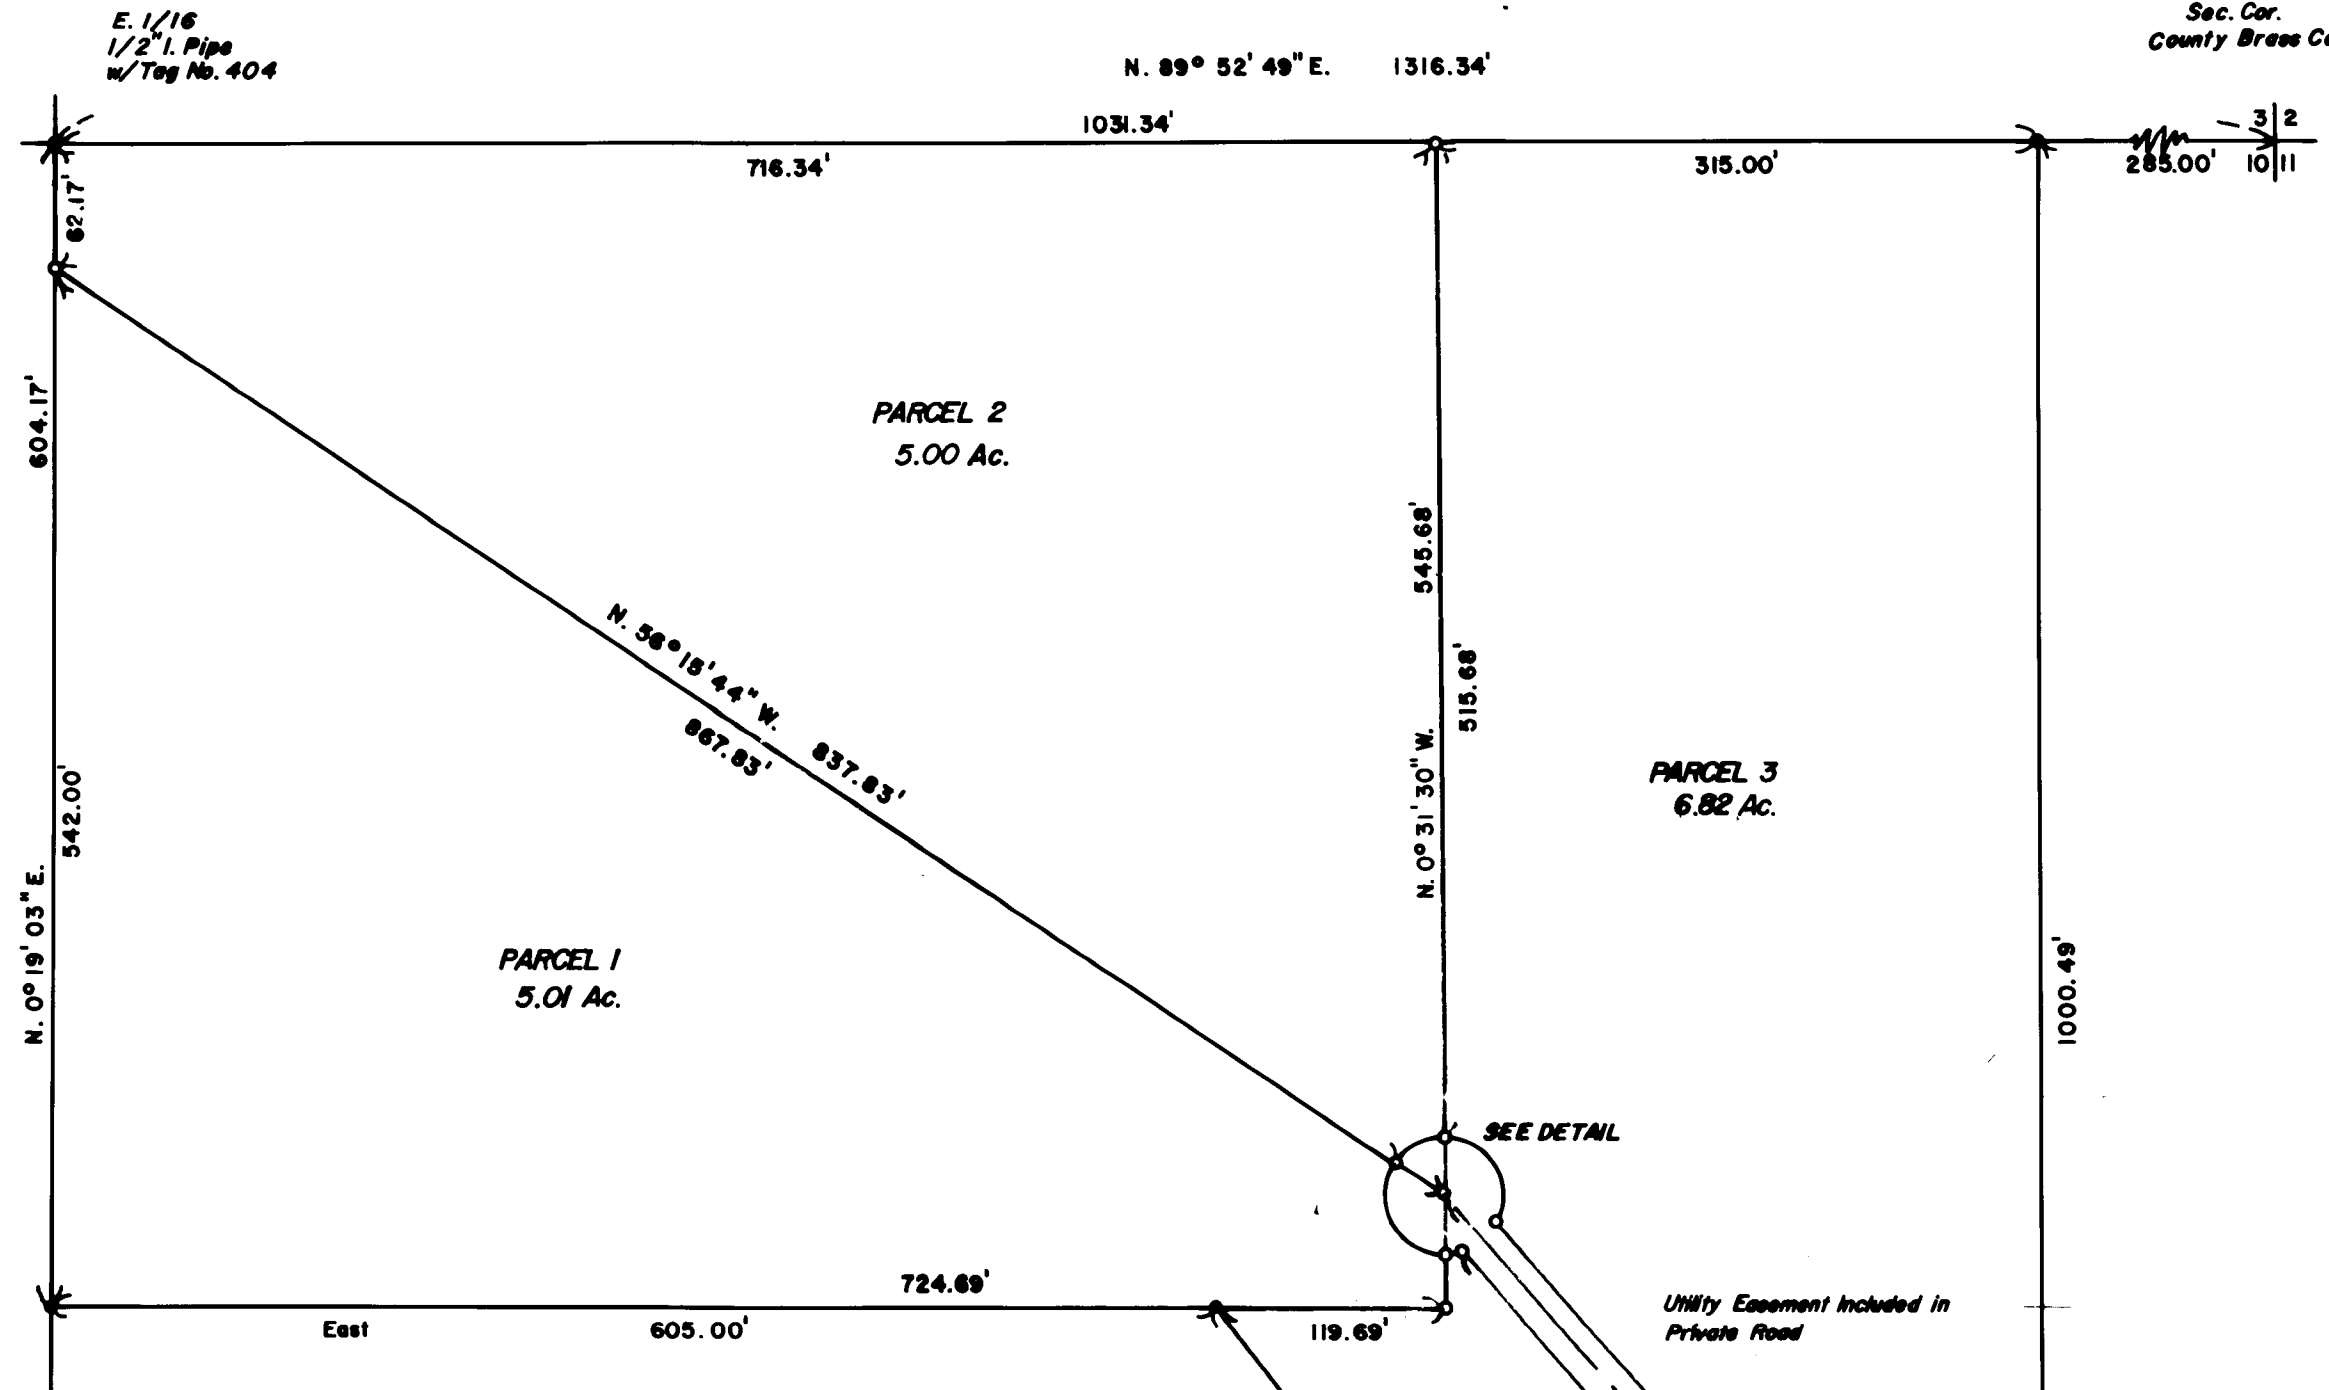 E. 1/16
1/2" I. Pipe
w/ Tag No. 404
Sec. Cor.
County Brass
N. 89° 52' 49" E. 1316.34'
1031.34'
716.34'
315.00'
285.00'
3 2
10 11
62.17'
604.17'
542.00'
N. 0° 19' 03" E.
PARCEL 2
5.00 Ac.
N. 56° 15' 44" W. 837.83'
867.83'
545.68'
515.68'
N. 0° 31' 30" W.
PARCEL 3
6.82 Ac.
1000.49'
PARCEL 1
5.01 Ac.
SEE DETAIL
724.69'
East 605.00' 119.69'
Utility Easement Included in
Private Road